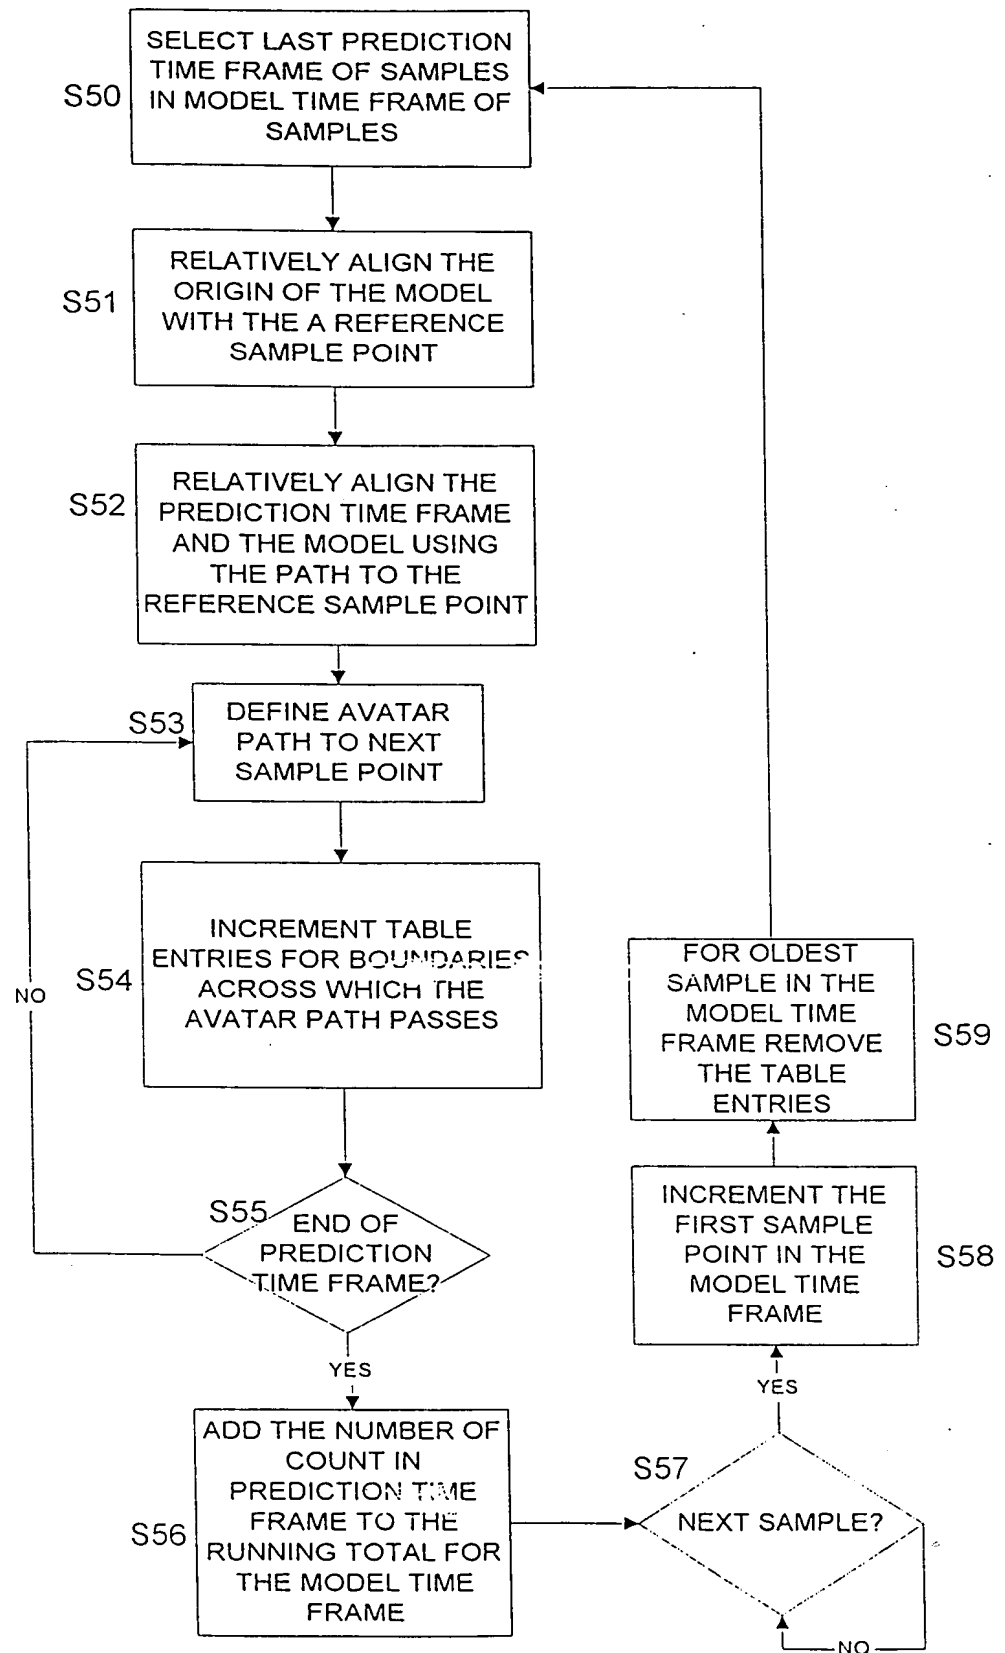 S50
SELECT LAST PREDICTION
TIME FRAME OF SAMPLES
IN MODEL TIME FRAME OF
SAMPLES
S51
RELATIVELY ALIGN THE
ORIGIN OF THE MODEL
WITH THE A REFERENCE
SAMPLE POINT
S52
RELATIVELY ALIGN THE
PREDICTION TIME FRAME
AND THE MODEL USING
THE PATH TO THE
REFERENCE SAMPLE POINT
S53
DEFINE AVATAR
PATH TO NEXT
SAMPLE POINT
S54
INCREMENT TABLE
ENTRIES FOR BOUNDARIES
ACROSS WHICH THE
AVATAR PATH PASSES
NO
S55
END OF
PREDICTION
TIME FRAME?
YES
S56
ADD THE NUMBER OF
COUNT IN
PREDICTION TIME
FRAME TO THE
RUNNING TOTAL FOR
THE MODEL TIME
FRAME
S57
NEXT SAMPLE?
NO
YES
S58
INCREMENT THE
FIRST SAMPLE
POINT IN THE
MODEL TIME
FRAME
S59
FOR OLDEST
SAMPLE IN THE
MODEL TIME
FRAME REMOVE
THE TABLE
ENTRIES